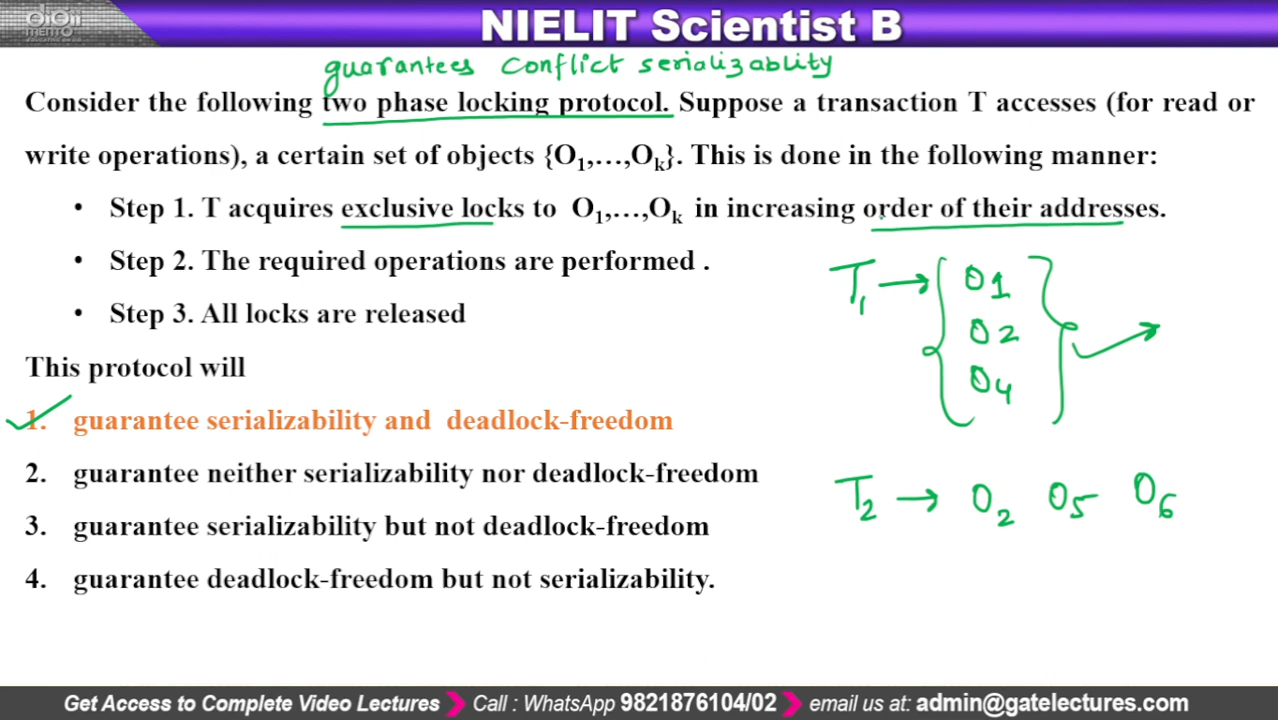 digii
MENTO
EDUCATION ON GO
NIELIT Scientist B
guarantees conflict serializablity
Consider the following two phase locking protocol. Suppose a transaction T accesses (for read or
write operations), a certain set of objects {O1,…,Ok}. This is done in the following manner:
• Step 1. T acquires exclusive locks to O1,…,Ok in increasing order of their addresses.
• Step 2. The required operations are performed .
• Step 3. All locks are released
This protocol will
1. guarantee serializability and deadlock-freedom
2. guarantee neither serializability nor deadlock-freedom
3. guarantee serializability but not deadlock-freedom
4. guarantee deadlock-freedom but not serializability.
T1 → { O1
O2
O4 }
T2 → O2 O5 O6
Get Access to Complete Video Lectures Call : WhatsApp 9821876104/02 email us at: admin@gatelectures.com